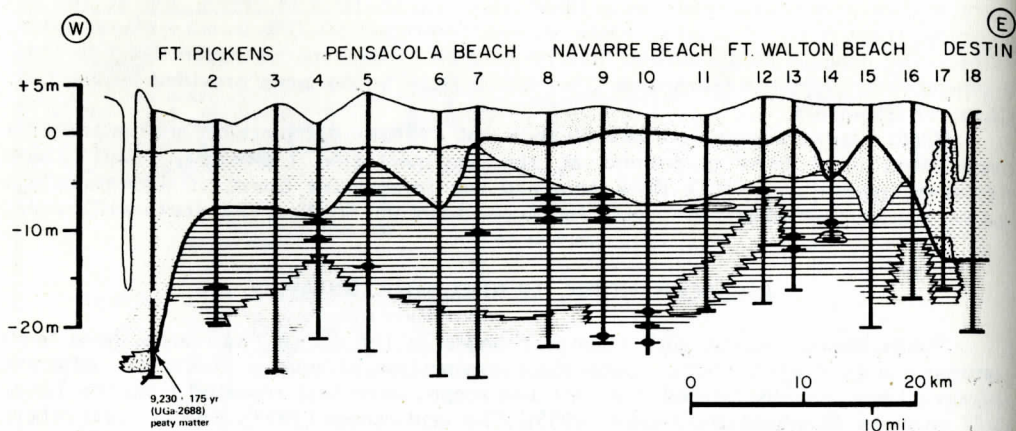 W E
FT. PICKENS PENSACOLA BEACH NAVARRE BEACH FT. WALTON BEACH DESTIN
1 2 3 4 5 6 7 8 9 10 11 12 13 14 15 16 17 18
+5m
0
-10m
-20m
9,230 · 175 yr
(UGa-2688)
peaty matter
0 10 20 km
10 mi